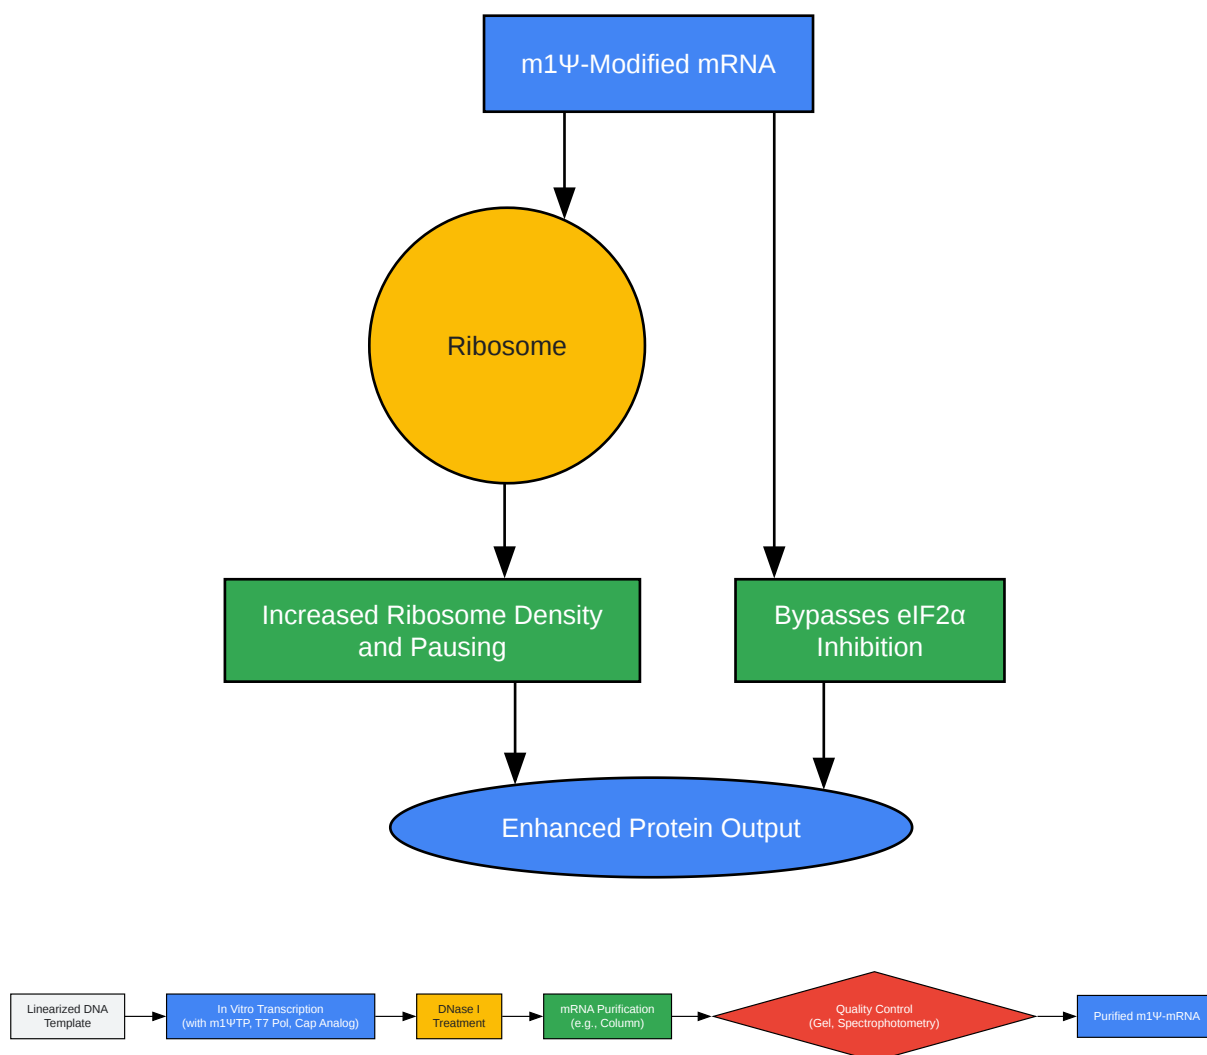 m1Ψ-Modified mRNA
Ribosome
Increased Ribosome Density
and Pausing
Bypasses eIF2α
Inhibition
Enhanced Protein Output
Linearized DNA
Template
In Vitro Transcription
(with m1ΨTP, T7 Pol, Cap Analog)
DNase I
Treatment
mRNA Purification
(e.g., Column)
Quality Control
(Gel, Spectrophotometry)
Purified m1Ψ-mRNA